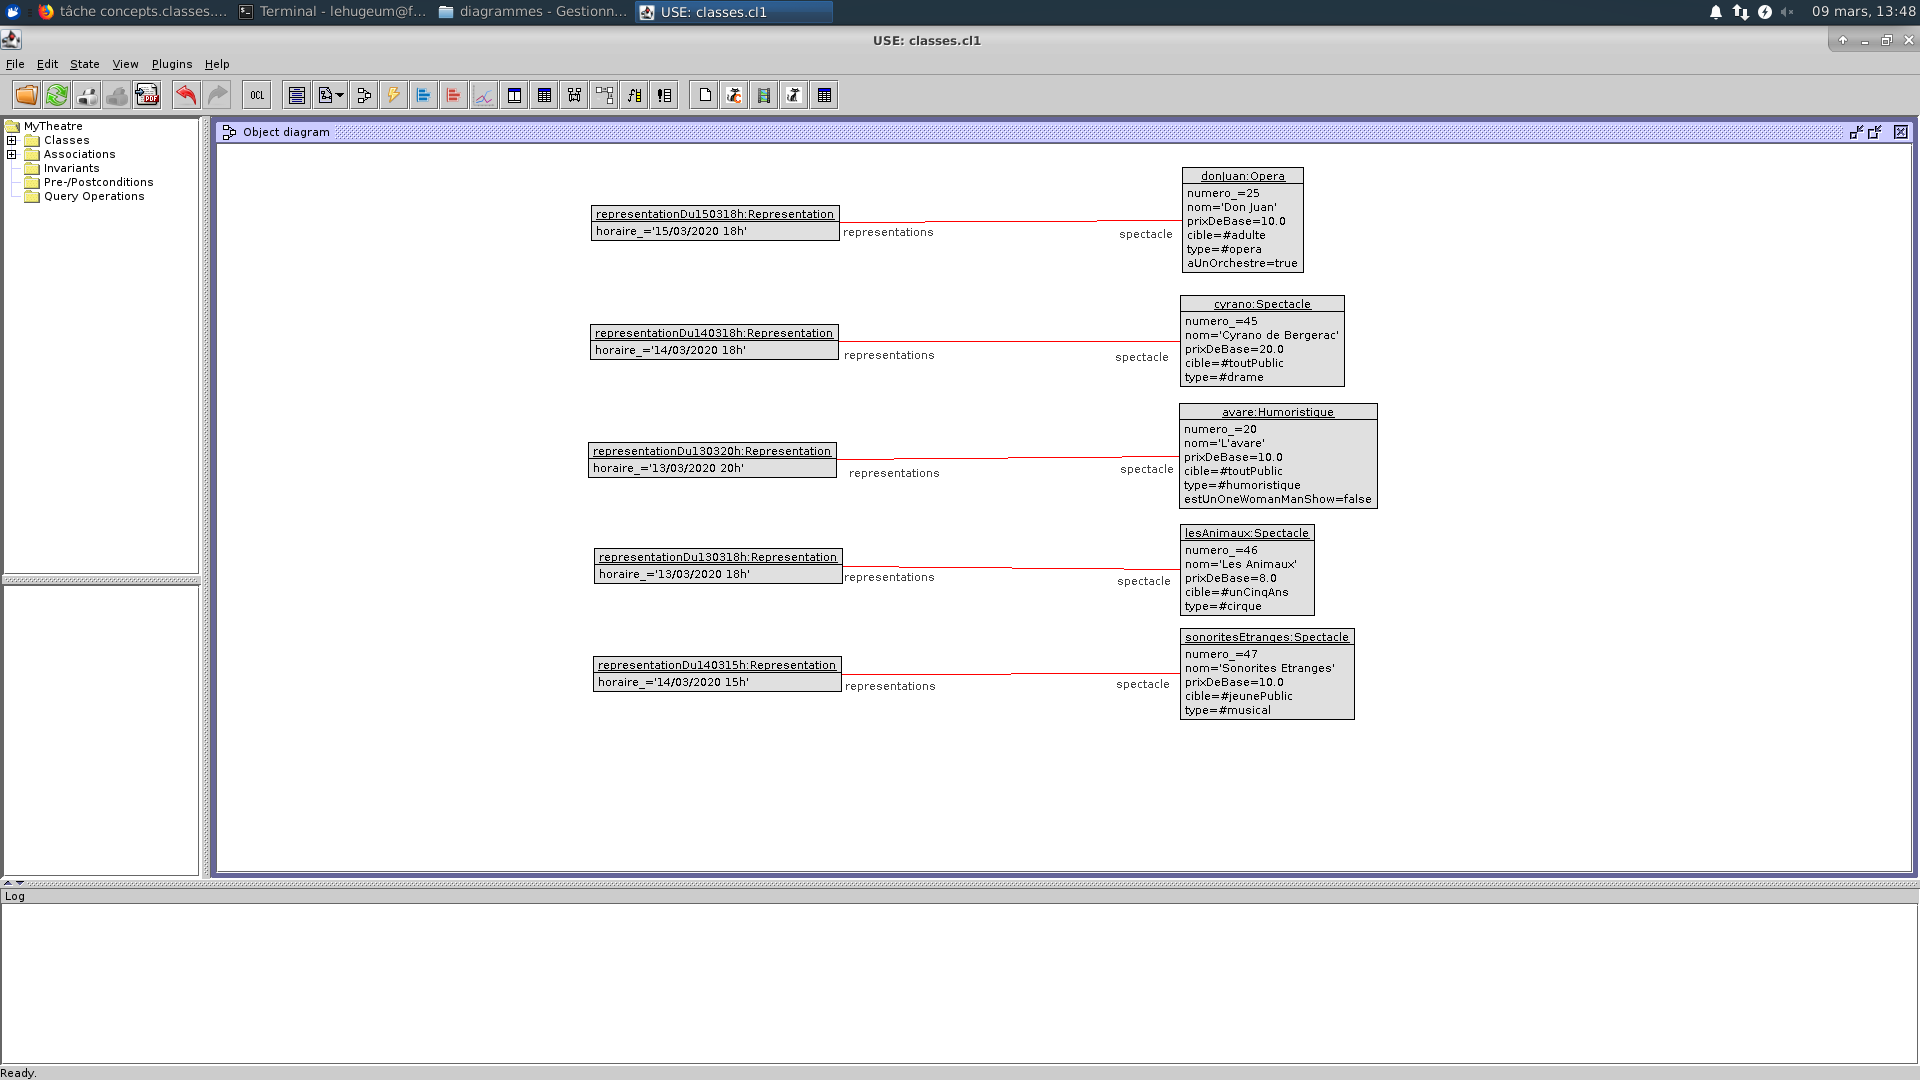 tâche concepts.classes....
Terminal - lehugeum@f...
diagrammes - Gestionn...
USE: classes.cl1
09 mars, 13:48
USE: classes.cl1
File Edit State View Plugins Help
OCL
PDF
MyTheatre
Classes
Associations
Invariants
Pre-/Postconditions
Query Operations
Object diagram
representationDu150318h:Representation
horaire_='15/03/2020 18h'
representations
spectacle
donJuan:Opera
numero_=25
nom='Don Juan'
prixDeBase=10.0
cible=#adulte
type=#opera
aUnOrchestre=true
representationDu140318h:Representation
horaire_='14/03/2020 18h'
representations
spectacle
cyrano:Spectacle
numero_=45
nom='Cyrano de Bergerac'
prixDeBase=20.0
cible=#toutPublic
type=#drame
representationDu130320h:Representation
horaire_='13/03/2020 20h'
representations
spectacle
avare:Humoristique
numero_=20
nom='L'avare'
prixDeBase=10.0
cible=#toutPublic
type=#humoristique
estUnOneWomanManShow=false
representationDu130318h:Representation
horaire_='13/03/2020 18h'
representations
spectacle
lesAnimaux:Spectacle
numero_=46
nom='Les Animaux'
prixDeBase=8.0
cible=#unCinqAns
type=#cirque
representationDu140315h:Representation
horaire_='14/03/2020 15h'
representations
spectacle
sonoritesEtranges:Spectacle
numero_=47
nom='Sonorites Etranges'
prixDeBase=10.0
cible=#jeunePublic
type=#musical
Log
Ready.